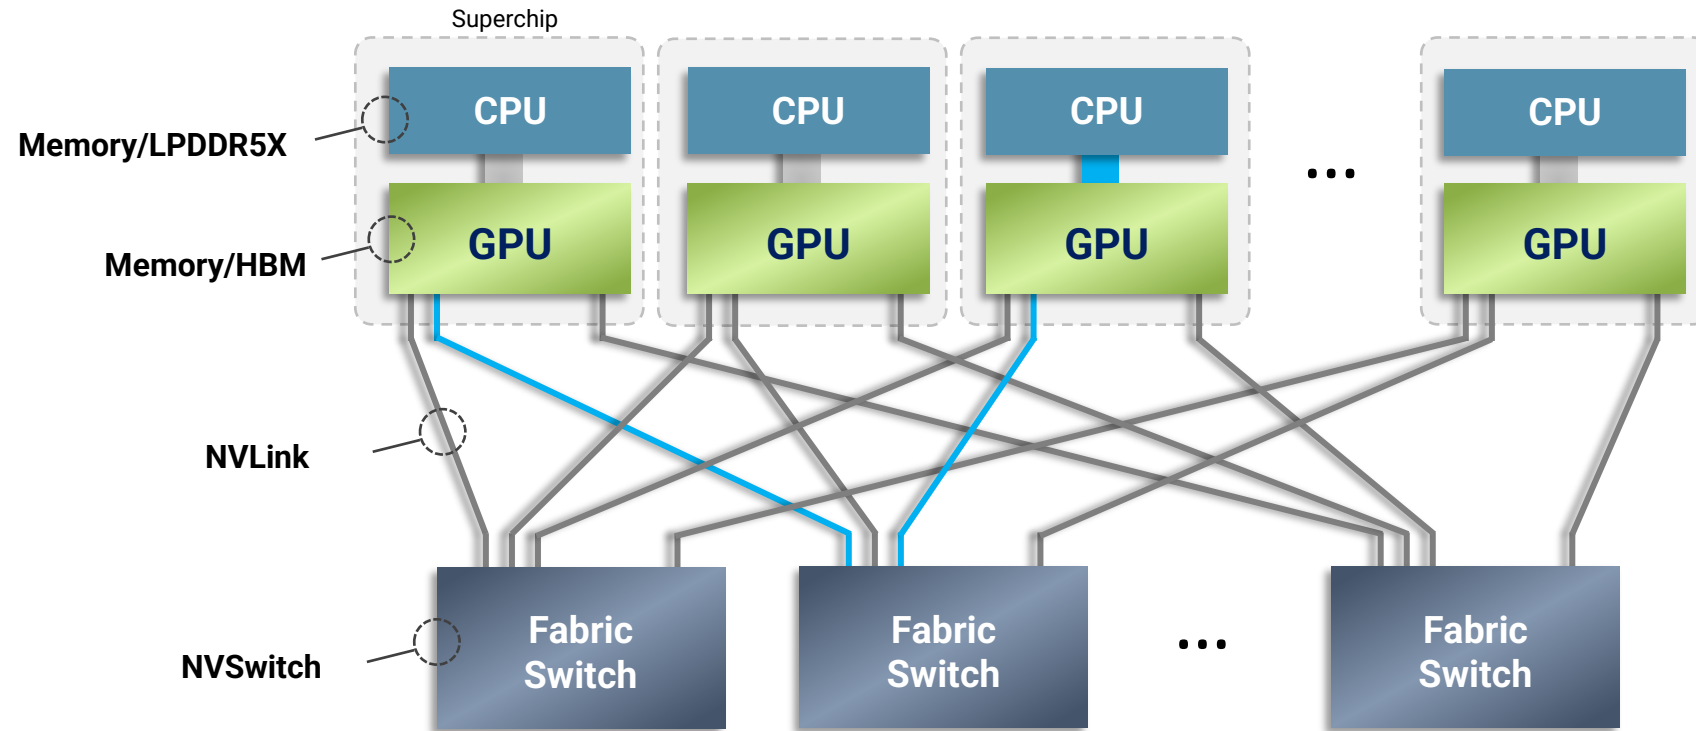 Superchip
CPU
CPU
CPU
CPU
Memory/LPDDR5X
...
GPU
GPU
GPU
GPU
Memory/HBM
NVLink
Fabric
Switch
Fabric
Switch
...
Fabric
Switch
NVSwitch